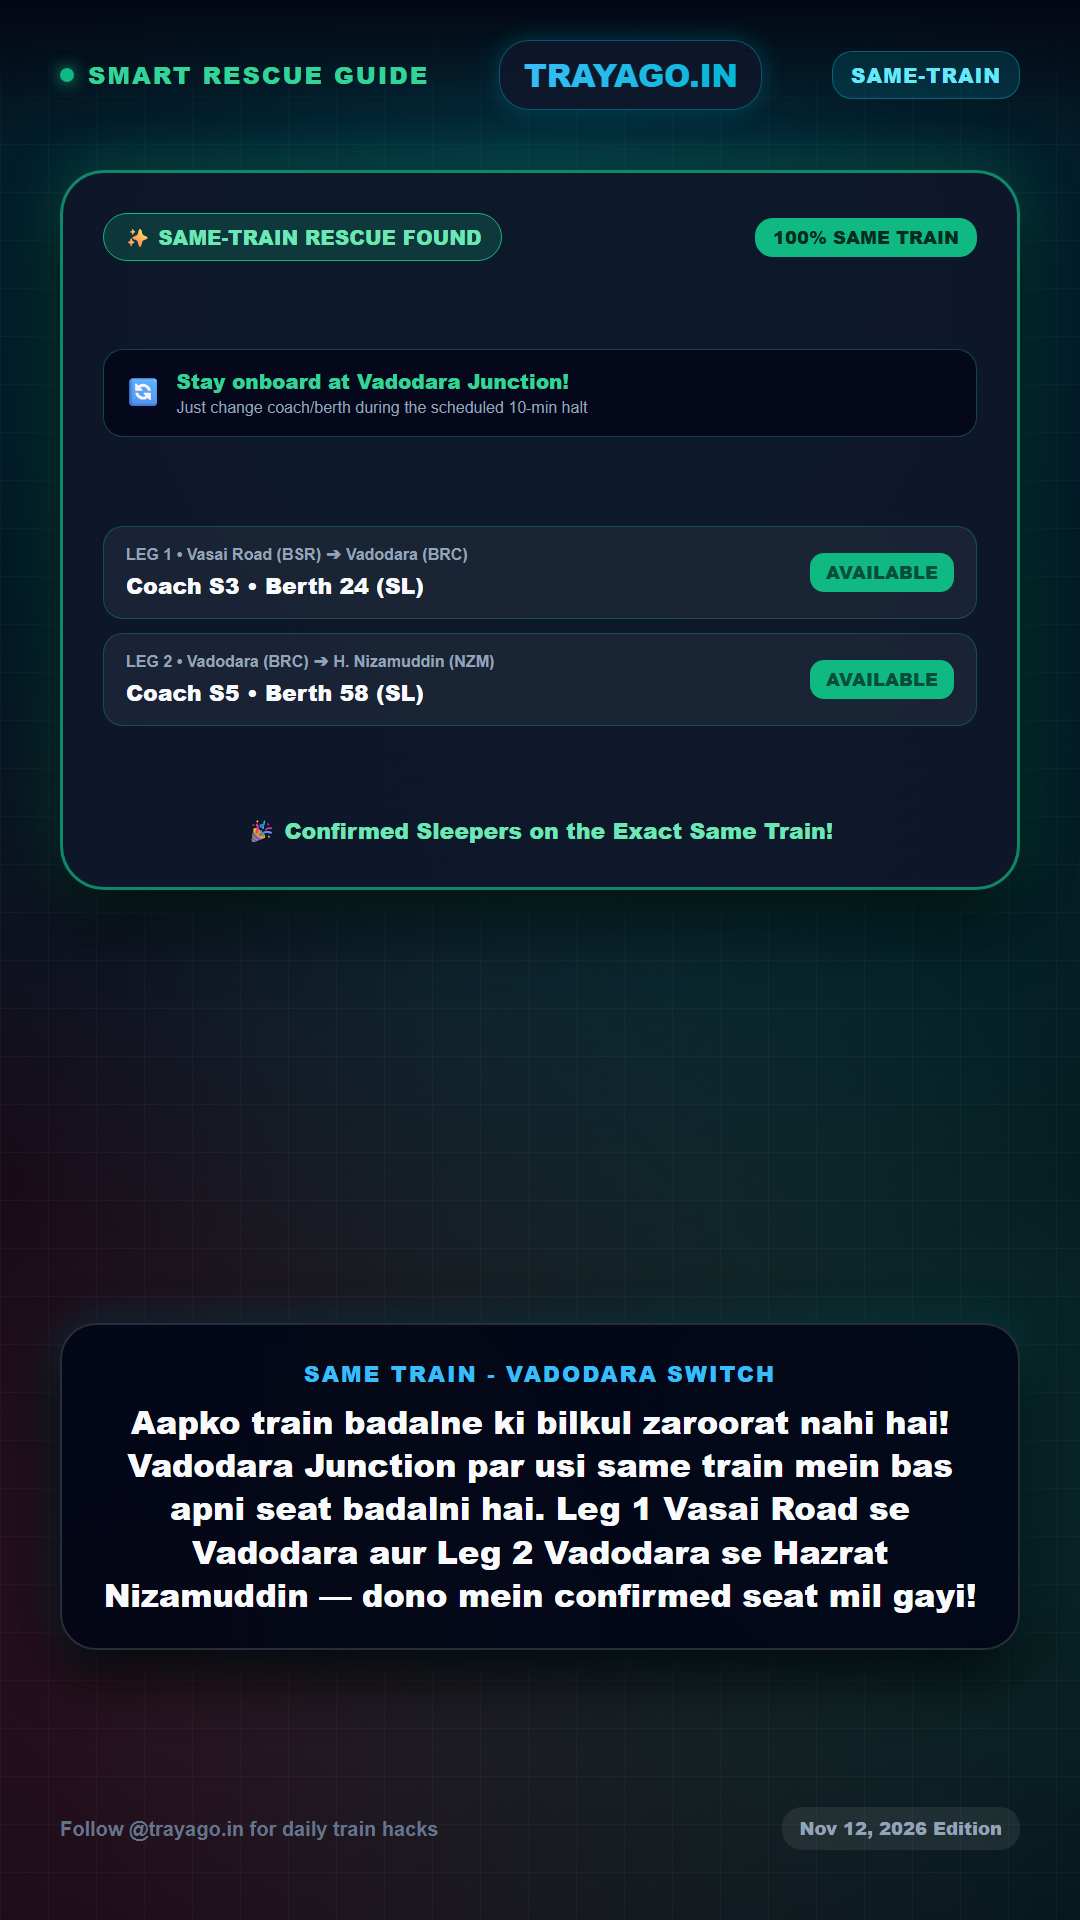 SMART RESCUE GUIDE
TRAYAGO.IN
SAME-TRAIN
✨ SAME-TRAIN RESCUE FOUND
100% SAME TRAIN
🔄 Stay onboard at Vadodara Junction!
Just change coach/berth during the scheduled 10-min halt
LEG 1 • Vasai Road (BSR) ➔ Vadodara (BRC)
Coach S3 • Berth 24 (SL)
AVAILABLE
LEG 2 • Vadodara (BRC) ➔ H. Nizamuddin (NZM)
Coach S5 • Berth 58 (SL)
AVAILABLE
🎉 Confirmed Sleepers on the Exact Same Train!
SAME TRAIN - VADODARA SWITCH
Aapko train badalne ki bilkul zaroorat nahi hai!
Vadodara Junction par usi same train mein bas
apni seat badalni hai. Leg 1 Vasai Road se
Vadodara aur Leg 2 Vadodara se Hazrat
Nizamuddin — dono mein confirmed seat mil gayi!
Follow @trayago.in for daily train hacks
Nov 12, 2026 Edition